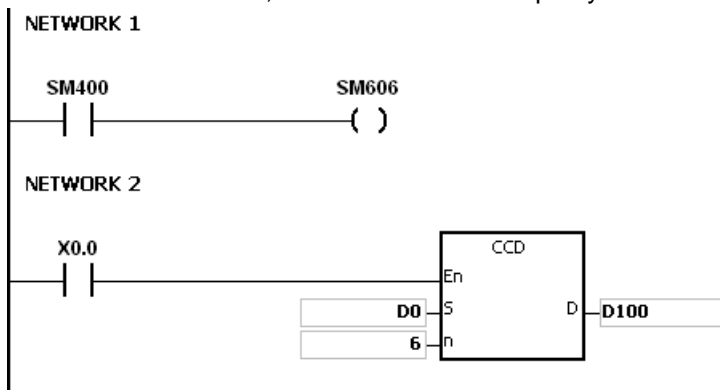 NETWORK 1
SM400 SM606
( )
NETWORK 2
X0.0
CCD
En
D0 S D D100
6 n